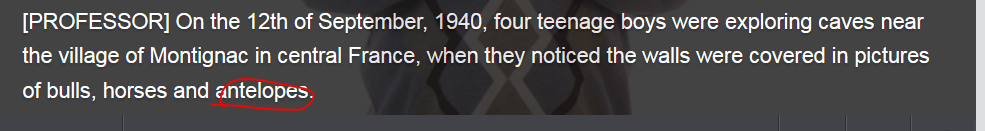 [PROFESSOR] On the 12th of September, 1940, four teenage boys were exploring caves near
the village of Montignac in central France, when they noticed the walls were covered in pictures
of bulls, horses and antelopes.